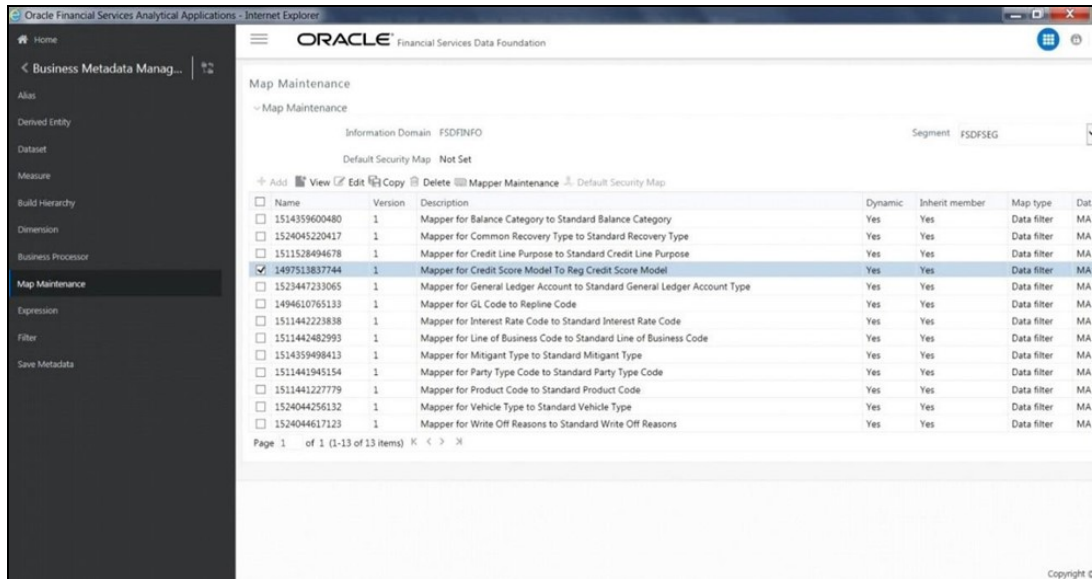 Oracle Financial Services Analytical Applications - Internet Explorer
Home
Business Metadata Manag...
Alias
Derived Entity
Dataset
Measure
Build Hierarchy
Dimension
Business Processor
Map Maintenance
Expression
Filter
Save Metadata
ORACLE Financial Services Data Foundation
Map Maintenance
Map Maintenance
Information Domain FSDFINFO Segment FSDFSEG
Default Security Map Not Set
Add View Edit Copy Delete Mapper Maintenance Default Security Map
Name Version Description Dynamic Inherit member Map type Dat
1514359600480 1 Mapper for Balance Category to Standard Balance Category Yes Yes Data filter MA
1524045220417 1 Mapper for Common Recovery Type to Standard Recovery Type Yes Yes Data filter MA
1511528494678 1 Mapper for Credit Line Purpose to Standard Credit Line Purpose Yes Yes Data filter MA
1497513837744 1 Mapper for Credit Score Model To Reg Credit Score Model Yes Yes Data filter MA
1523447233065 1 Mapper for General Ledger Account to Standard General Ledger Account Type Yes Yes Data filter MA
1494610765133 1 Mapper for GL Code to Repline Code Yes Yes Data filter MA
1511442223838 1 Mapper for Interest Rate Code to Standard Interest Rate Code Yes Yes Data filter MA
1511442482993 1 Mapper for Line of Business Code to Standard Line of Business Code Yes Yes Data filter MA
1514359498413 1 Mapper for Mitigant Type to Standard Mitigant Type Yes Yes Data filter MA
1511441945154 1 Mapper for Party Type Code to Standard Party Type Code Yes Yes Data filter MA
1511441227779 1 Mapper for Product Code to Standard Product Code Yes Yes Data filter MA
1524044256132 1 Mapper for Vehicle Type to Standard Vehicle Type Yes Yes Data filter MA
1524044617123 1 Mapper for Write Off Reasons to Standard Write Off Reasons Yes Yes Data filter MA
Page 1 of 1 (1-13 of 13 items)
Copyright ©